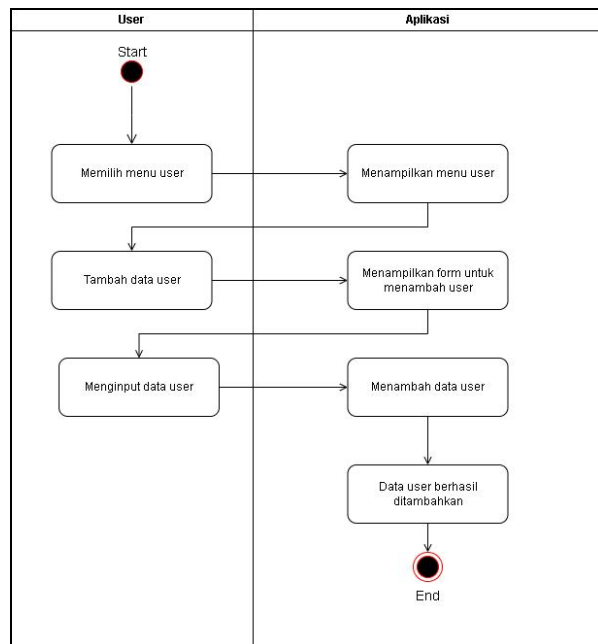 User
Aplikasi
Start
Memilih menu user
Menampilkan menu user
Tambah data user
Menampilkan form untuk
menambah user
Menginput data user
Menambah data user
Data user berhasil
ditambahkan
End